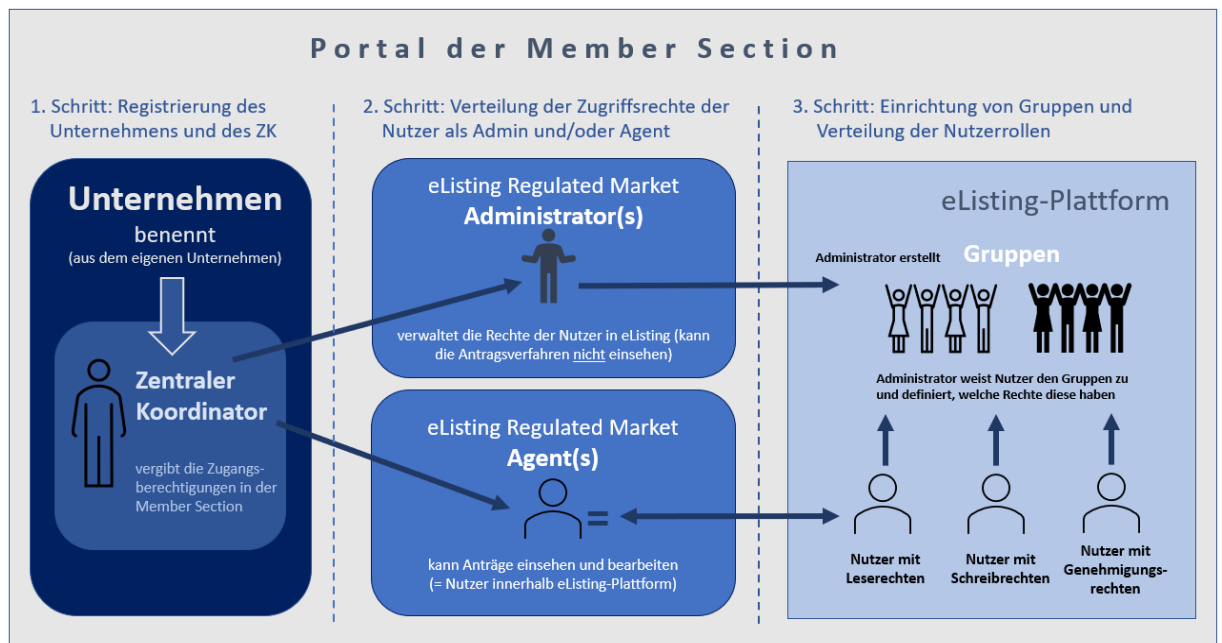 Portal der Member Section
1. Schritt: Registrierung des
Unternehmens und des ZK
Unternehmen
benennt
(aus dem eigenen Unternehmen)
Zentraler
Koordinator
vergibt die Zugangs-
berechtigungen in der
Member Section
2. Schritt: Verteilung der Zugriffsrechte der
Nutzer als Admin und/oder Agent
eListing Regulated Market
Administrator(s)
verwaltet die Rechte der Nutzer in eListing (kann
die Antragsverfahren nicht einsehen)
eListing Regulated Market
Agent(s)
=
kann Anträge einsehen und bearbeiten
(= Nutzer innerhalb eListing-Plattform)
3. Schritt: Einrichtung von Gruppen und
Verteilung der Nutzerrollen
eListing-Plattform
Administrator erstellt Gruppen
Administrator weist Nutzer den Gruppen zu
und definiert, welche Rechte diese haben
Nutzer mit
Leserechten
Nutzer mit
Schreibrechten
Nutzer mit
Genehmigungs-
rechten